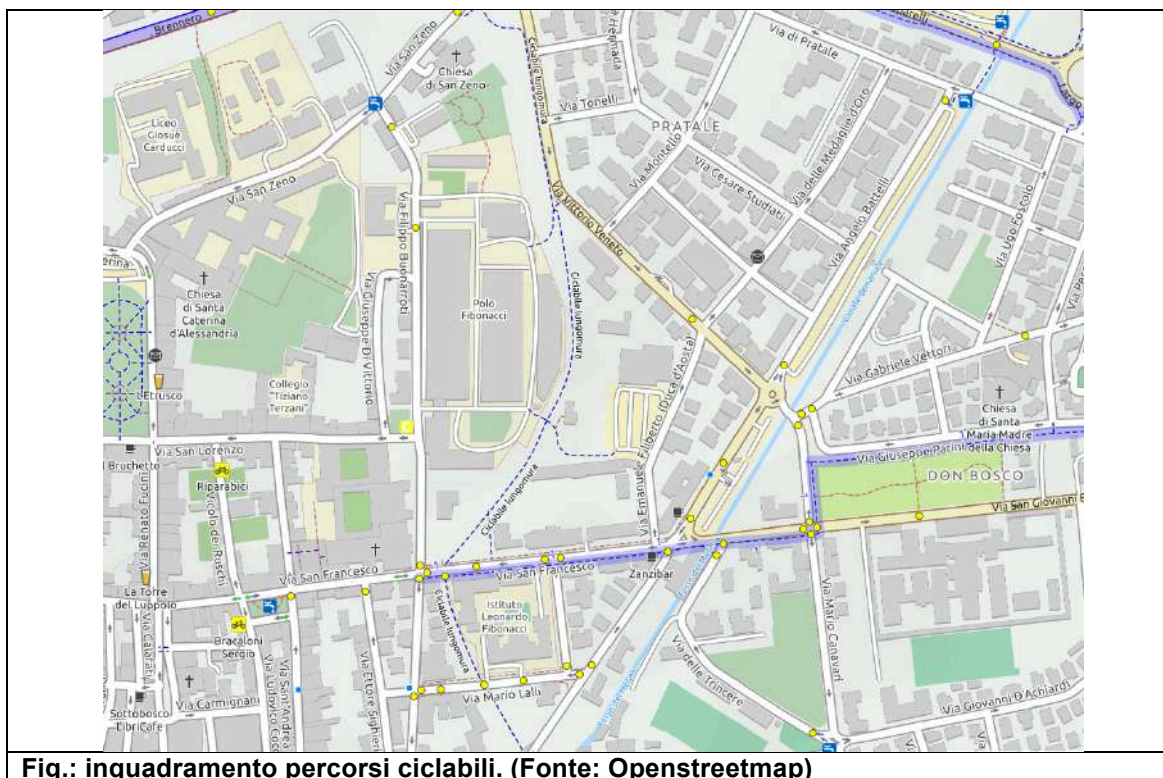 Brennero
Via San Zeno
Chiesa
di San Zeno
Ciclabile lungomura
Via Tonelli
PRATALE
Via di Pratale
Largo
Liceo
Giosuè
Carducci
Via San Zeno
Via Montello
Via delle Medaglie d'Oro
Via Cesare Studiati
Via Angelo Battelli
Via Ugo Foscolo
Via Vittorio Veneto
Via Filippo Buonarroti
Via Giuseppe Di Vittorio
Chiesa
di Santa
Caterina
d'Alessandria
Polo
Fibonacci
Ciclabile lungomura
L'Etrusco
Collegio
"Tiziano
Terzani"
Via Gabriele Vettori
Via Emanuele Filiberto (Duca d'Aosta)
Chiesa
di Santa
Maria Madre
della Chiesa
Via Giuseppe Parini
DON BOSCO
Via San Lorenzo
Il Bruchetto
Riparabici
Via Renato Fucini
Vicolo dei Ruschi
Ciclabile lungomura
Via San Giovanni B
Via San Francesco
Via San Francesco
Zanzibar
La Torre
del Luppolo
Istituto
Leonardo
Fibonacci
Ciclabile lungomura
Bracaloni
Sergio
Via Mario Canavari
Via delle Trincere
Via Mario Lalli
Via Ettore Sighieri
Via Sant'Andrea
Via Carmignani
Sottobosco
LibriCafe
Via Giovanni D'Achiardi
Fig.: inquadramento percorsi ciclabili. (Fonte: Openstreetmap)